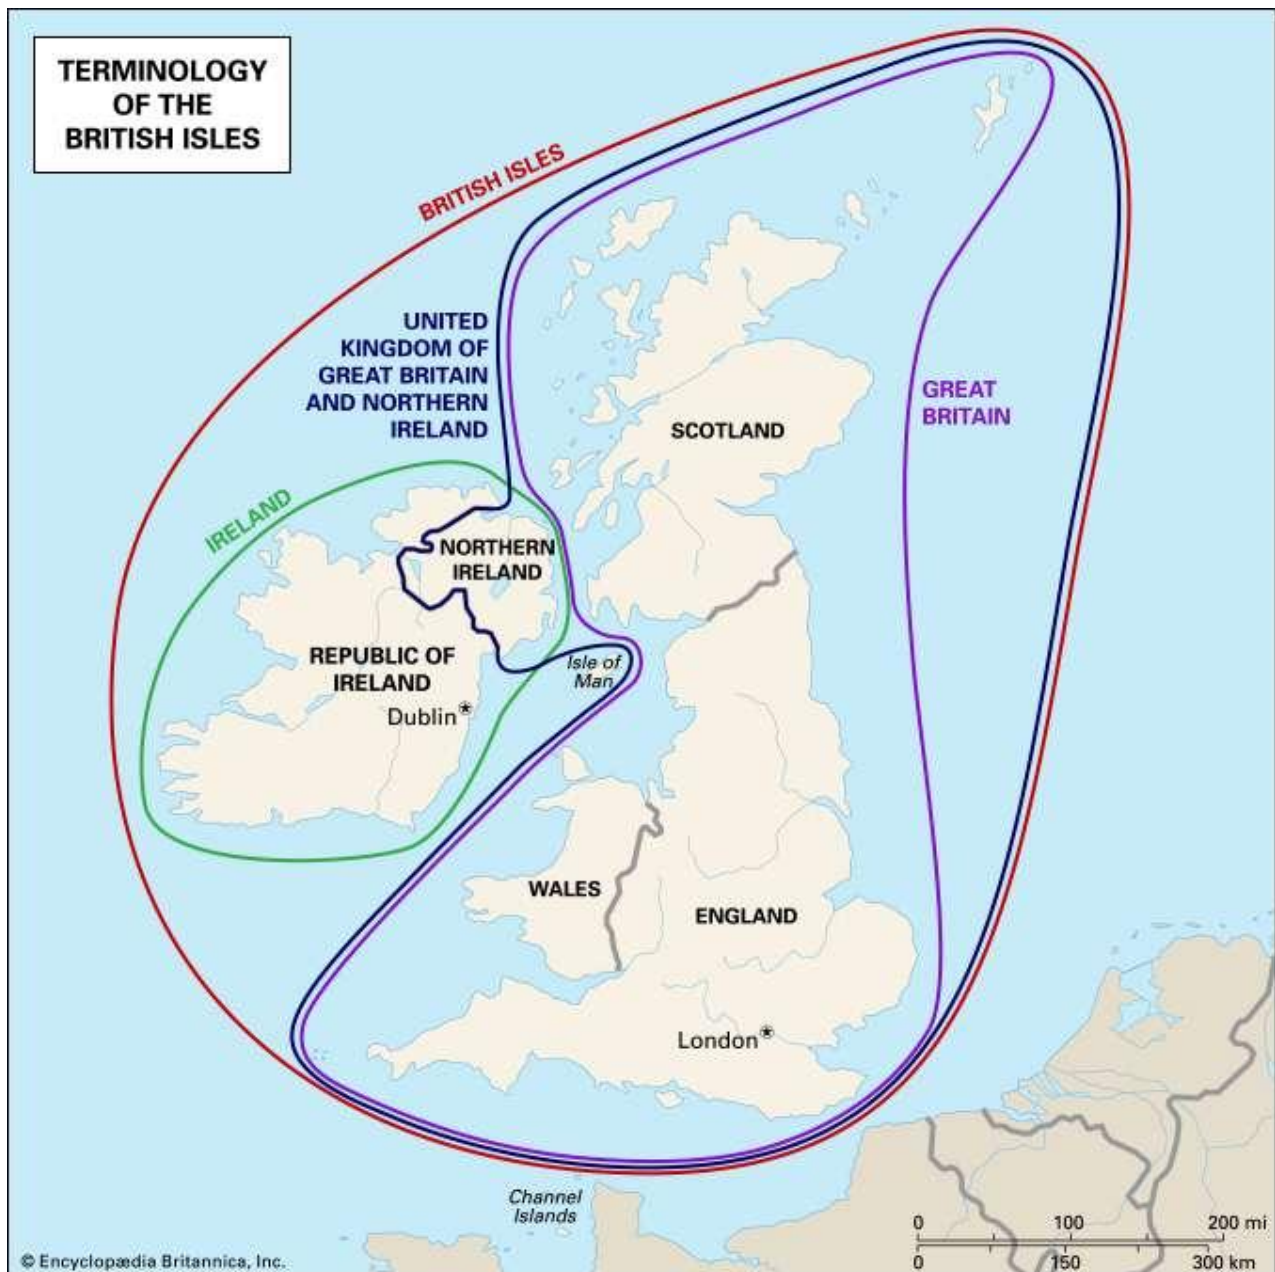 TERMINOLOGY
OF THE
BRITISH ISLES
BRITISH ISLES
UNITED
KINGDOM OF
GREAT BRITAIN
AND NORTHERN
IRELAND
GREAT
BRITAIN
SCOTLAND
IRELAND
NORTHERN
IRELAND
REPUBLIC OF
IRELAND
Isle of
Man
Dublin
WALES
ENGLAND
London
Channel
Islands
0 100 200 mi
0 150 300 km
© Encyclopædia Britannica, Inc.